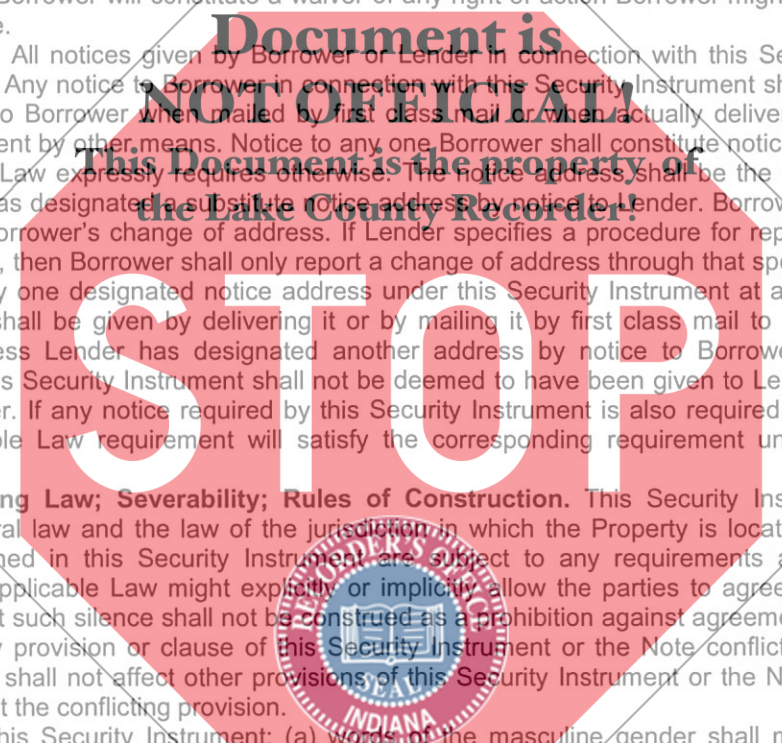 Borrower will constitute a waiver of any right of action Borrower migh
e.
All notices given by Borrower or Lender in connection with this Se
Any notice to Borrower in connection with this Security Instrument sh
o Borrower when mailed by first class mail or when actually delive
ent by other means. Notice to any one Borrower shall constitute notic
Law expressly requires otherwise. The notice address shall be the
as designated a substitute notice address by notice to Lender. Borrow
orrower's change of address. If Lender specifies a procedure for rep
, then Borrower shall only report a change of address through that spe
y one designated notice address under this Security Instrument at a
shall be given by delivering it or by mailing it by first class mail to
ess Lender has designated another address by notice to Borrowe
is Security Instrument shall not be deemed to have been given to Le
er. If any notice required by this Security Instrument is also required
ble Law requirement will satisfy the corresponding requirement un
ng Law; Severability; Rules of Construction. This Security Ins
ral law and the law of the jurisdiction in which the Property is locat
ned in this Security Instrument are subject to any requirements a
pplicable Law might explicitly or implicitly allow the parties to agree
t such silence shall not be construed as a prohibition against agreeme
y provision or clause of this Security Instrument or the Note conflict
shall not affect other provisions of this Security Instrument or the N
t the conflicting provision.
his Security Instrument: (a) words of the masculine gender shall
Document is
NOT OFFICIAL!
This Document is the property of
the Lake County Recorder!
STOP
RECORDER'S OFFICE
SEAL
INDIANA